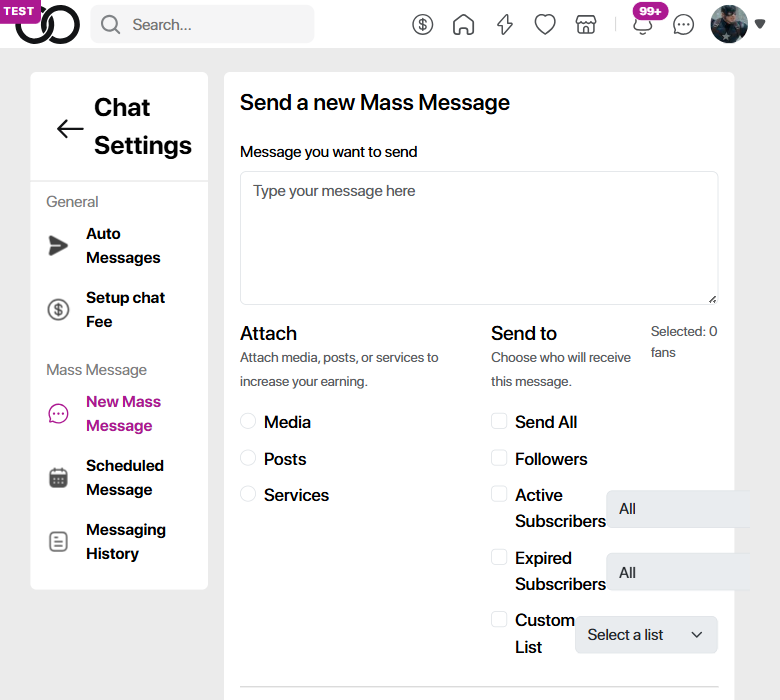 TEST
Search...
99+
Chat
Settings
General
Auto
Messages
Setup chat
Fee
Mass Message
New Mass
Message
Scheduled
Message
Messaging
History
Send a new Mass Message
Message you want to send
Type your message here
Attach
Attach media, posts, or services to
increase your earning.
Media
Posts
Services
Send to
Selected: 0
fans
Choose who will receive
this message.
Send All
Followers
Active
Subscribers
All
Expired
Subscribers
All
Custom
List
Select a list